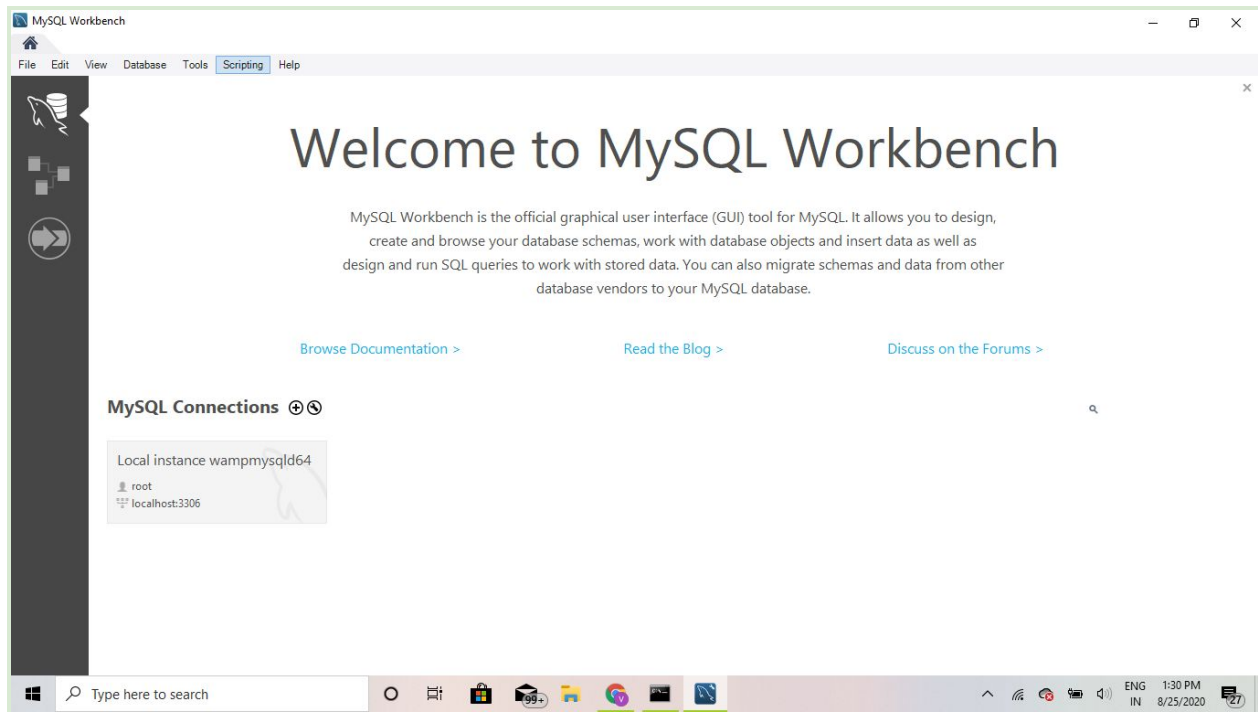 MySQL Workbench
File Edit View Database Tools Scripting Help
Welcome to MySQL Workbench
MySQL Workbench is the official graphical user interface (GUI) tool for MySQL. It allows you to design,
create and browse your database schemas, work with database objects and insert data as well as
design and run SQL queries to work with stored data. You can also migrate schemas and data from other
database vendors to your MySQL database.
Browse Documentation > Read the Blog > Discuss on the Forums >
MySQL Connections
Local instance wampmysqld64
root
localhost:3306
Type here to search
99+
V
ENG
IN
1:30 PM
8/25/2020
27